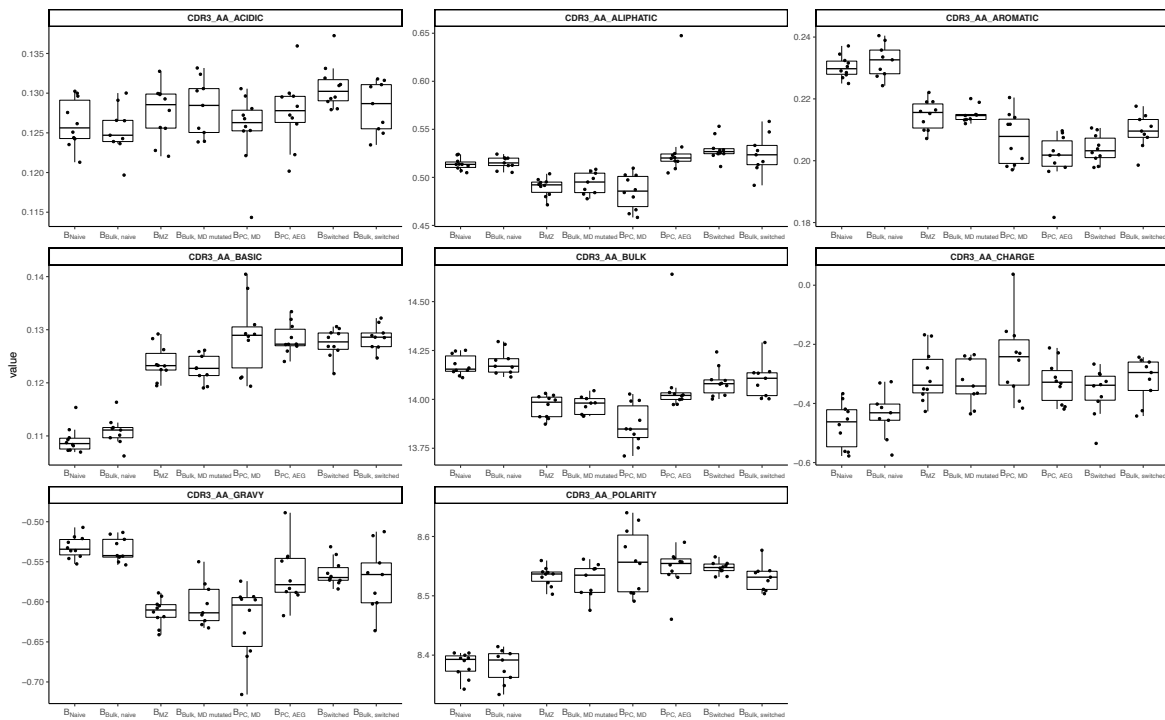 CDR3_AA_ACIDIC
0.135
0.130
0.125
0.120
0.115
BNaive BBulk, naive BMZ BBulk, MD mutated BPC, MD BPC, AEG BSwitched BBulk, switched
CDR3_AA_ALIPHATIC
0.65
0.60
0.55
0.50
0.45
BNaive BBulk, naive BMZ BBulk, MD mutated BPC, MD BPC, AEG BSwitched BBulk, switched
CDR3_AA_AROMATIC
0.24
0.22
0.20
0.18
BNaive BBulk, naive BMZ BBulk, MD mutated BPC, MD BPC, AEG BSwitched BBulk, switched
value
CDR3_AA_BASIC
0.14
0.13
0.12
0.11
BNaive BBulk, naive BMZ BBulk, MD mutated BPC, MD BPC, AEG BSwitched BBulk, switched
CDR3_AA_BULK
14.50
14.25
14.00
13.75
BNaive BBulk, naive BMZ BBulk, MD mutated BPC, MD BPC, AEG BSwitched BBulk, switched
CDR3_AA_CHARGE
0.0
−0.2
−0.4
−0.6
BNaive BBulk, naive BMZ BBulk, MD mutated BPC, MD BPC, AEG BSwitched BBulk, switched
CDR3_AA_GRAVY
−0.50
−0.55
−0.60
−0.65
−0.70
BNaive BBulk, naive BMZ BBulk, MD mutated BPC, MD BPC, AEG BSwitched BBulk, switched
CDR3_AA_POLARITY
8.6
8.5
8.4
BNaive BBulk, naive BMZ BBulk, MD mutated BPC, MD BPC, AEG BSwitched BBulk, switched